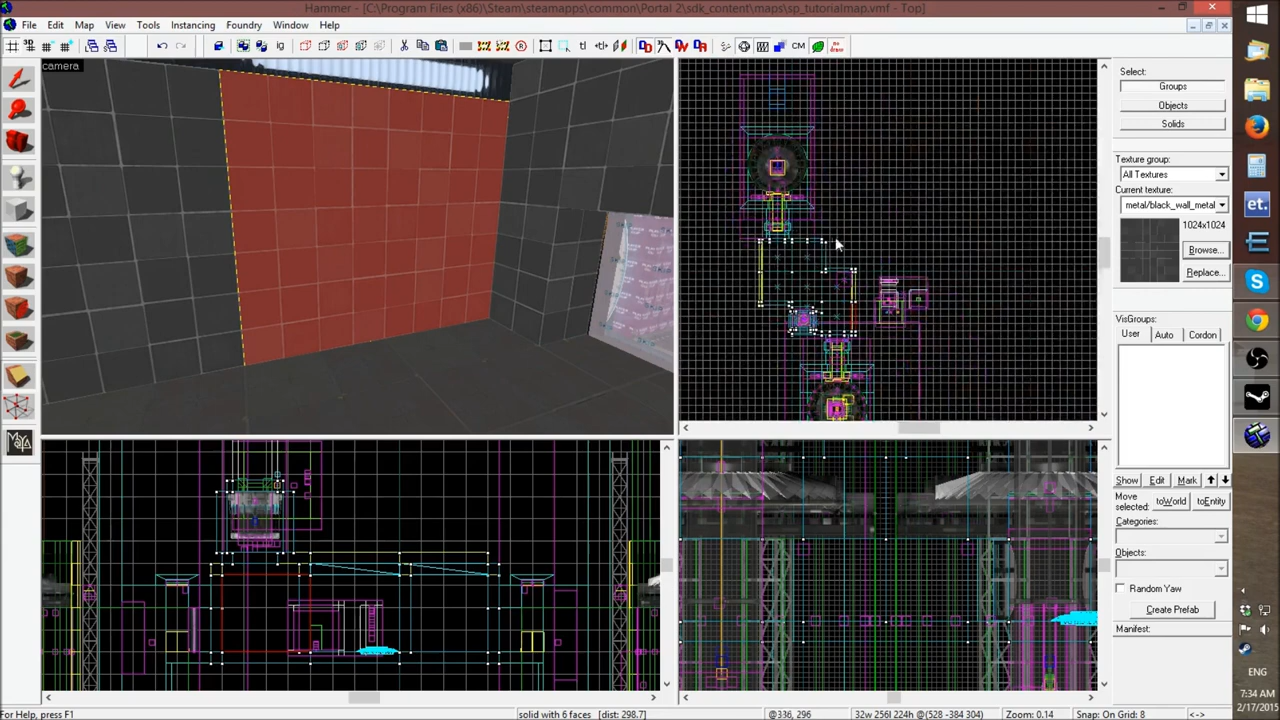 Hammer - [C:\Program Files (x86)\Steam\steamapps\common\Portal 2\sdk_content\maps\sp_tutorialmap.vmf - Top]
File Edit Map View Tools Instancing Foundry Window Help
CM
camera
Select:
Groups
Objects
Solids
Texture group:
All Textures
Current texture:
metal/black_wall_metal
1024x1024
Browse...
Replace...
VisGroups:
User Auto Cordon
Show Edit Mark
Move selected:
toWorld toEntity
Categories:
Objects:
Random Yaw
Create Prefab
Manifest:
et.
ENG
7:34 AM
2/17/2015
For Help, press F1
solid with 6 faces [dist: 298.7]
@336, 296
32w 256l 224h @(528 -384 304)
Zoom: 0.14
Snap: On Grid: 8
<->